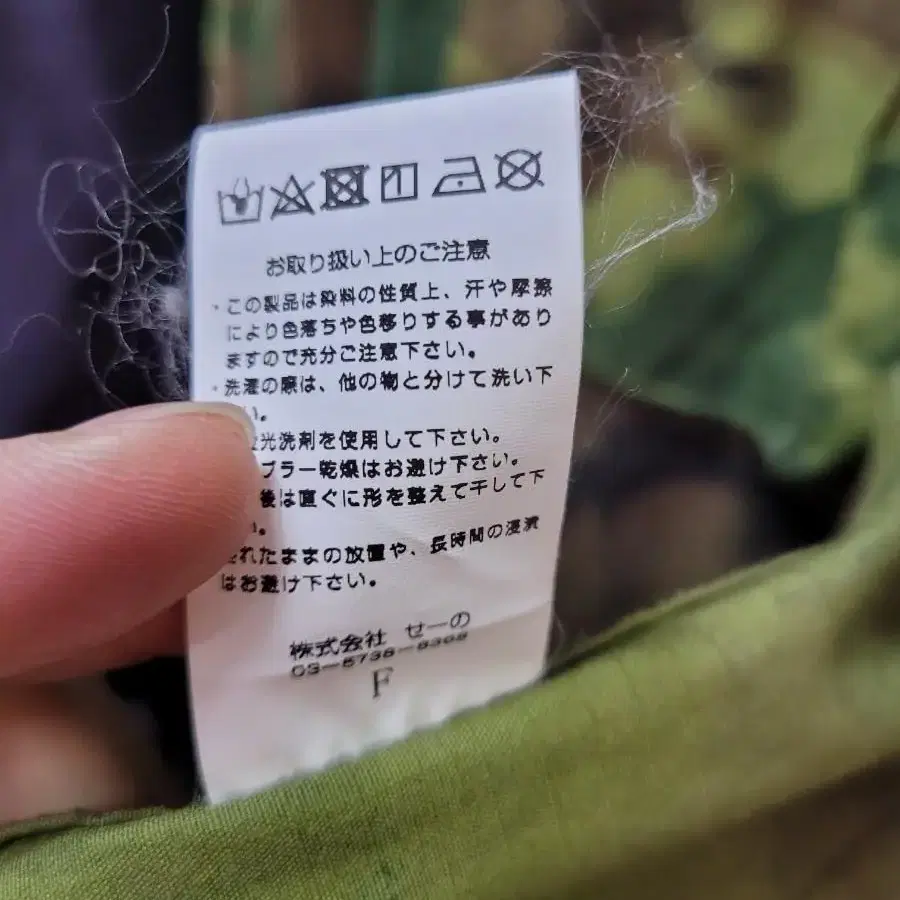 お取り扱い上のご注意
・この製品は染料の性質上、汗や摩擦
により色落ちや色移りする事があり
ますので充分ご注意下さい。
・洗濯の際は、他の物と分けて洗い下
い。
光洗剤を使用して下さい。
ブラー乾燥はお避け下さい。
後は直ぐに形を整えて干して下
い。
れたままの放置や、長時間の浸漬
はお避け下さい。
株式会社 せーの
F